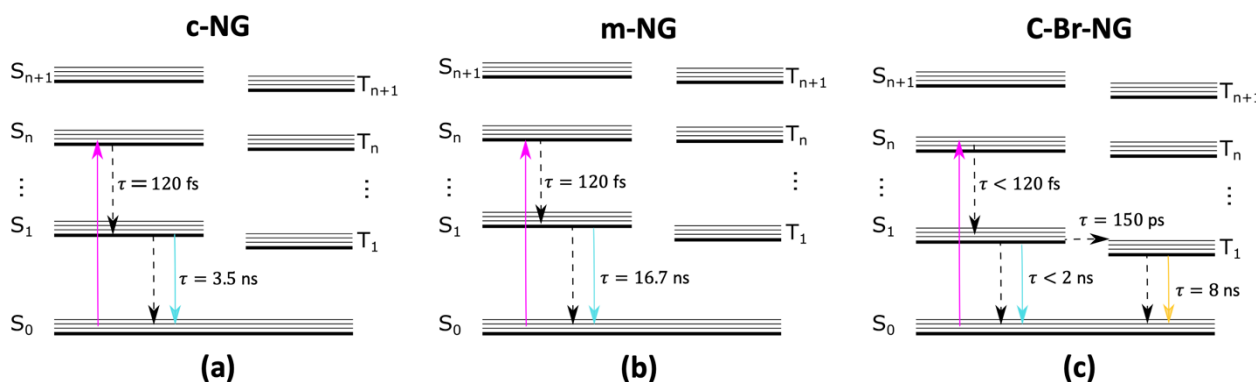 c-NG
m-NG
C-Br-NG
Sₙ₊₁
Tₙ₊₁
Sₙ
Tₙ
⋮
⋮
τ = 120 fs
S₁
T₁
τ = 3.5 ns
S₀
(a)
Sₙ₊₁
Tₙ₊₁
Sₙ
Tₙ
⋮
⋮
τ = 120 fs
S₁
T₁
τ = 16.7 ns
S₀
(b)
Sₙ₊₁
Tₙ₊₁
Sₙ
Tₙ
⋮
⋮
τ < 120 fs
S₁
τ = 150 ps
T₁
τ < 2 ns
τ = 8 ns
S₀
(c)